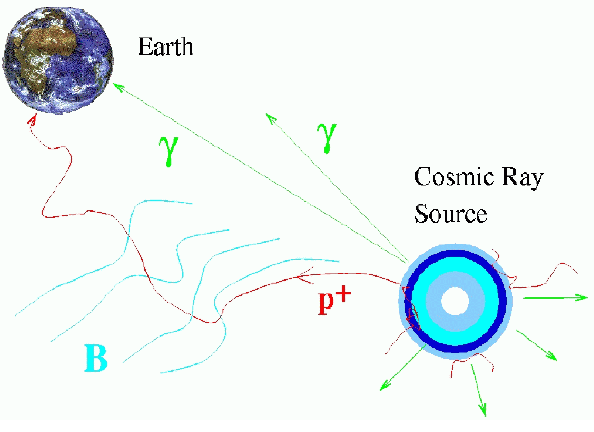 Earth
γ
γ
Cosmic Ray
Source
p+
B